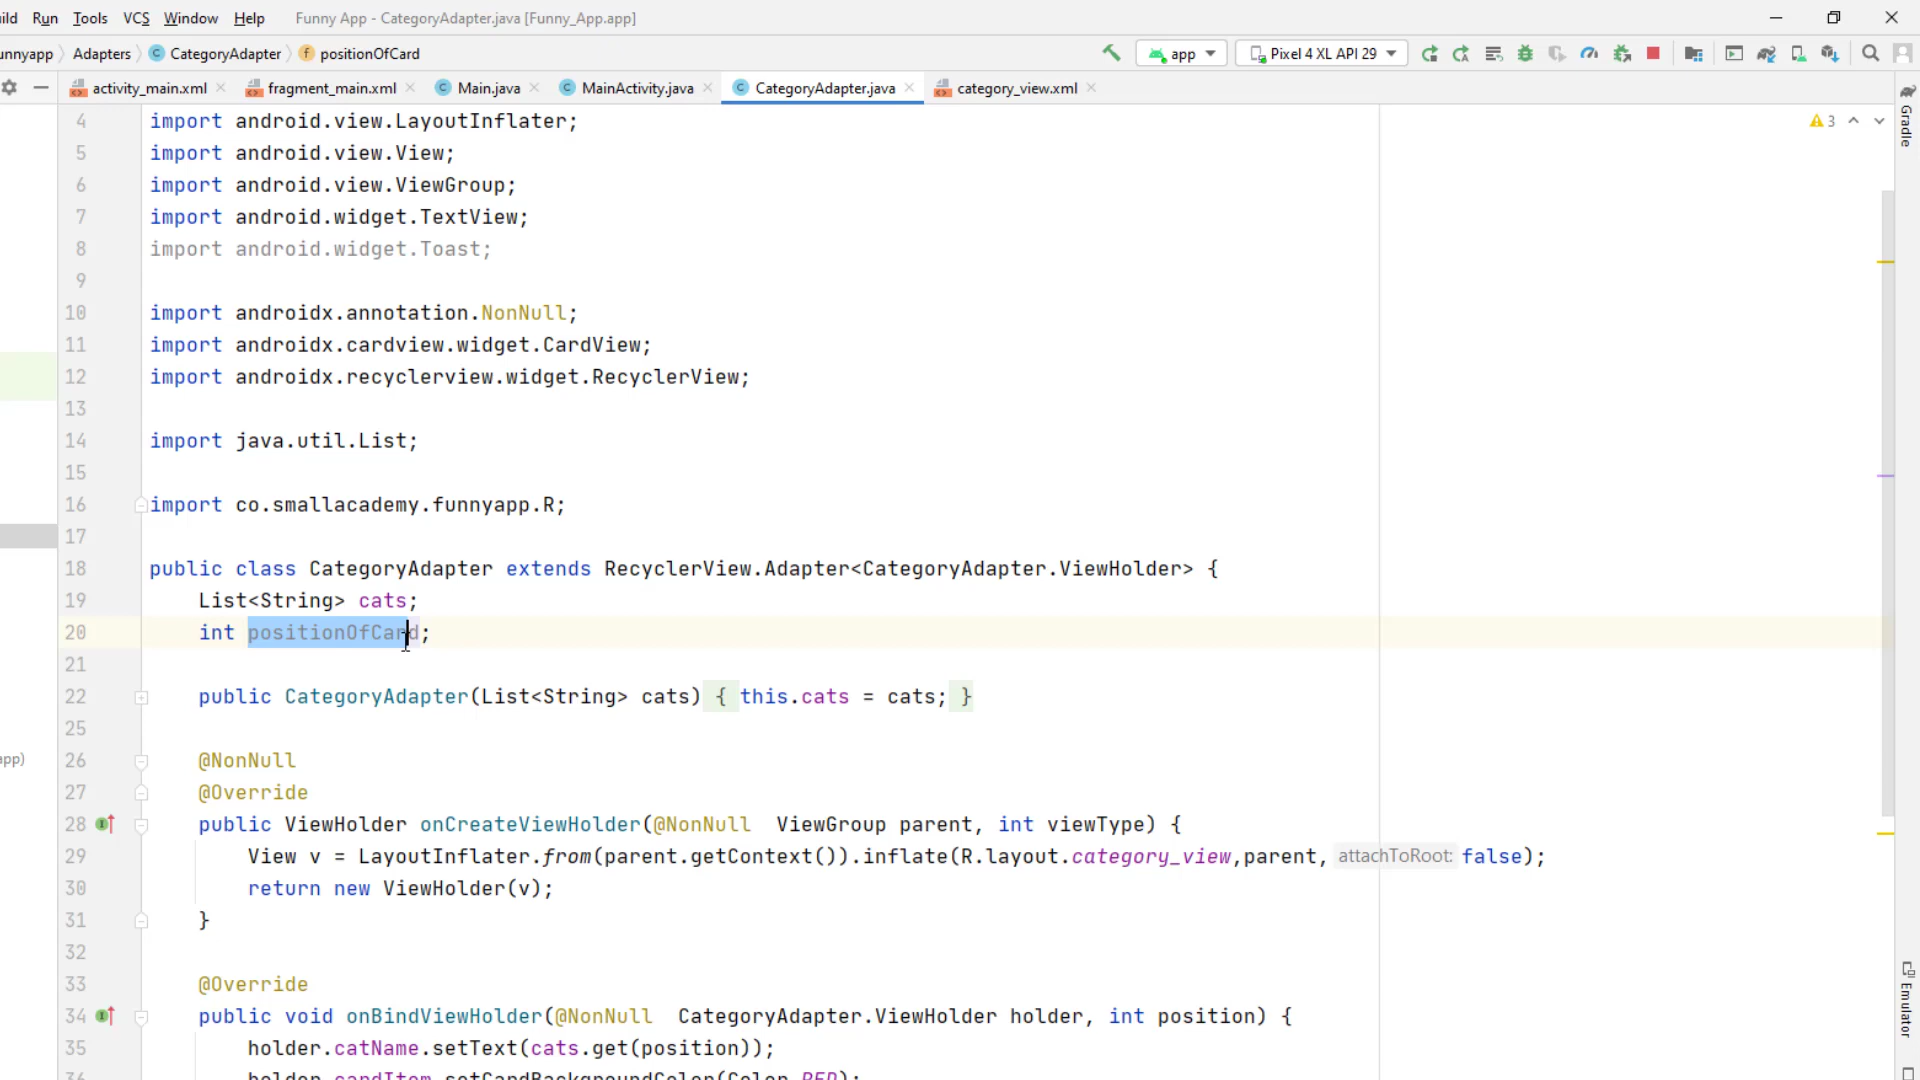 ild Run Tools VCS Window Help Funny App - CategoryAdapter.java [Funny_App.app]
unnyapp Adapters CategoryAdapter positionOfCard app Pixel 4 XL API 29
activity_main.xml fragment_main.xml Main.java MainActivity.java CategoryAdapter.java category_view.xml
4 import android.view.LayoutInflater;
3
5 import android.view.View;
6 import android.view.ViewGroup;
7 import android.widget.TextView;
8 import android.widget.Toast;
9
10 import androidx.annotation.NonNull;
11 import androidx.cardview.widget.CardView;
12 import androidx.recyclerview.widget.RecyclerView;
13
14 import java.util.List;
15
16 import co.smallacademy.funnyapp.R;
17
18 public class CategoryAdapter extends RecyclerView.Adapter<CategoryAdapter.ViewHolder> {
19 List<String> cats;
20 int positionOfCard;
21
22 public CategoryAdapter(List<String> cats) { this.cats = cats; }
25
26 @NonNull
27 @Override
28 public ViewHolder onCreateViewHolder(@NonNull ViewGroup parent, int viewType) {
29 View v = LayoutInflater.from(parent.getContext()).inflate(R.layout.category_view,parent, attachToRoot: false);
30 return new ViewHolder(v);
31 }
32
33 @Override
34 public void onBindViewHolder(@NonNull CategoryAdapter.ViewHolder holder, int position) {
35 holder.catName.setText(cats.get(position));
36 holder.cardItem.setCardBackgroundColor(Color.RED);
app)
Gradle
Emulator